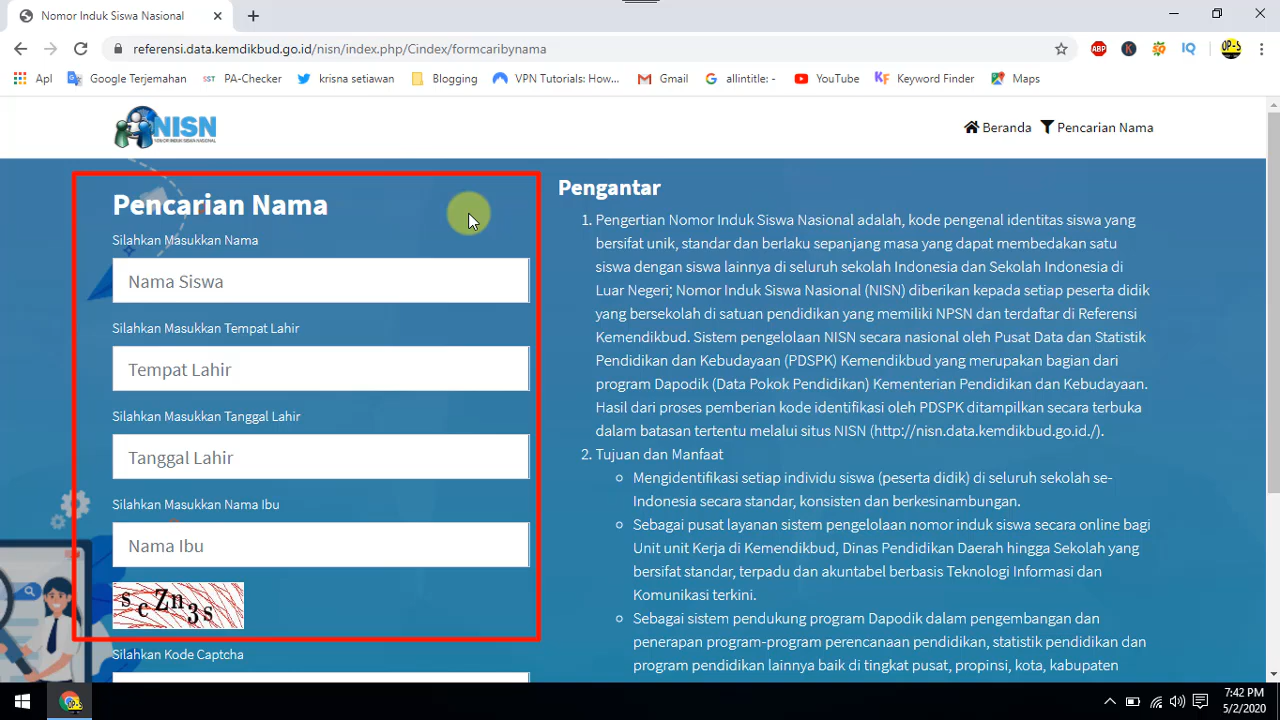 Nomor Induk Siswa Nasional
referensi.data.kemdikbud.go.id/nisn/index.php/Cindex/formcaribynama
ABP
K
IQ
OP-5
Apl
Google Terjemahan
SST PA-Checker
krisna setiawan
Blogging
VPN Tutorials: How...
Gmail
allintitle: -
YouTube
KF Keyword Finder
Maps
NISN
NOMOR INDUK SISWA NASIONAL
Beranda
Pencarian Nama
Pencarian Nama
Silahkan Masukkan Nama
Nama Siswa
Silahkan Masukkan Tempat Lahir
Tempat Lahir
Silahkan Masukkan Tanggal Lahir
Tanggal Lahir
Silahkan Masukkan Nama Ibu
Nama Ibu
scZn3s
Silahkan Kode Captcha
Pengantar
1. Pengertian Nomor Induk Siswa Nasional adalah, kode pengenal identitas siswa yang
bersifat unik, standar dan berlaku sepanjang masa yang dapat membedakan satu
siswa dengan siswa lainnya di seluruh sekolah Indonesia dan Sekolah Indonesia di
Luar Negeri; Nomor Induk Siswa Nasional (NISN) diberikan kepada setiap peserta didik
yang bersekolah di satuan pendidikan yang memiliki NPSN dan terdaftar di Referensi
Kemendikbud. Sistem pengelolaan NISN secara nasional oleh Pusat Data dan Statistik
Pendidikan dan Kebudayaan (PDSPK) Kemendikbud yang merupakan bagian dari
program Dapodik (Data Pokok Pendidikan) Kementerian Pendidikan dan Kebudayaan.
Hasil dari proses pemberian kode identifikasi oleh PDSPK ditampilkan secara terbuka
dalam batasan tertentu melalui situs NISN (http://nisn.data.kemdikbud.go.id./).
2. Tujuan dan Manfaat
Mengidentifikasi setiap individu siswa (peserta didik) di seluruh sekolah se-
Indonesia secara standar, konsisten dan berkesinambungan.
Sebagai pusat layanan sistem pengelolaan nomor induk siswa secara online bagi
Unit unit Kerja di Kemendikbud, Dinas Pendidikan Daerah hingga Sekolah yang
bersifat standar, terpadu dan akuntabel berbasis Teknologi Informasi dan
Komunikasi terkini.
Sebagai sistem pendukung program Dapodik dalam pengembangan dan
penerapan program-program perencanaan pendidikan, statistik pendidikan dan
program pendidikan lainnya baik di tingkat pusat, propinsi, kota, kabupaten
7:42 PM
5/2/2020